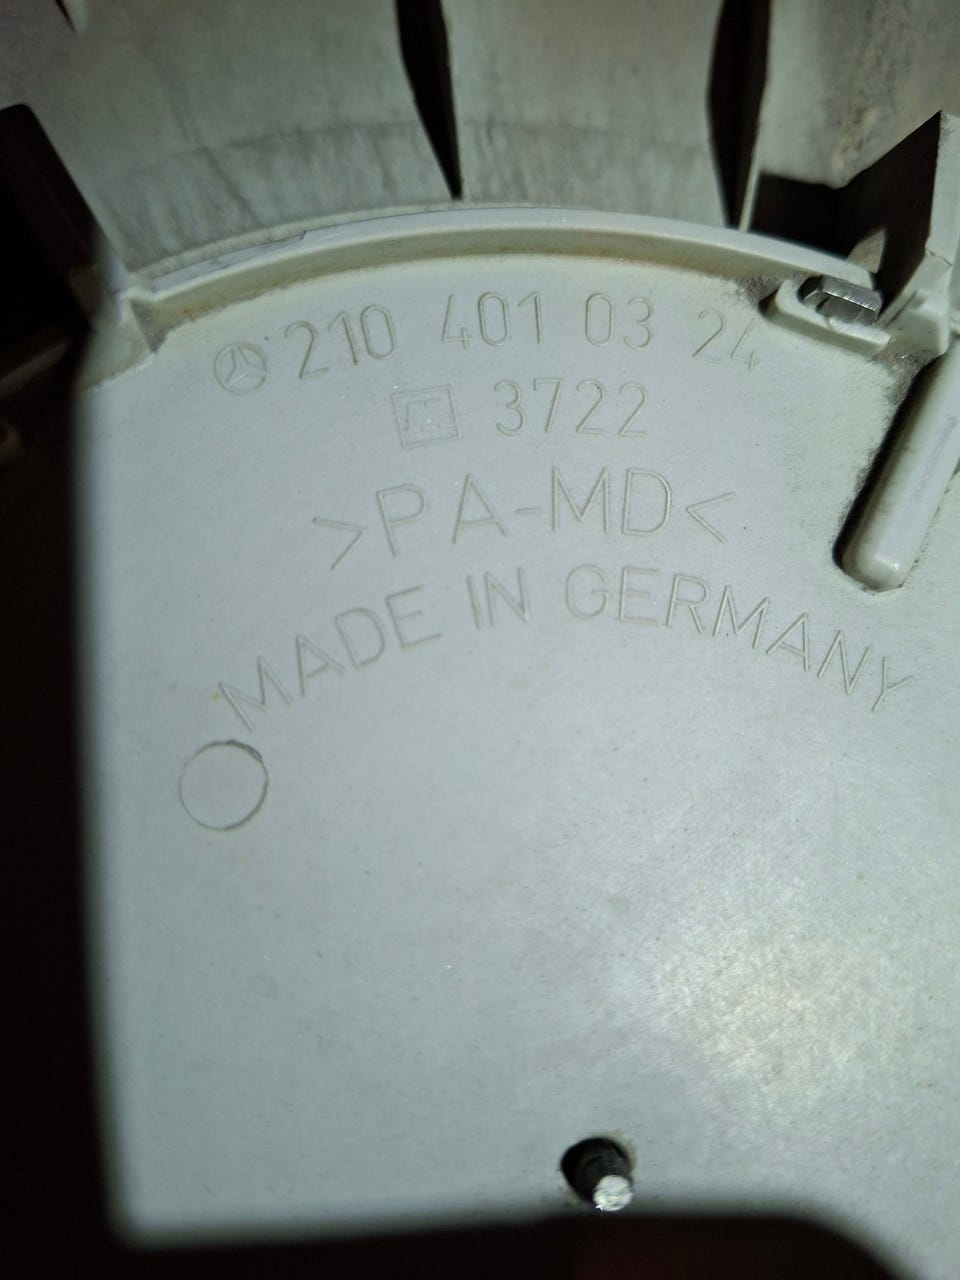 210 401 03 24
3722
>PA-MD<
MADE IN GERMANY